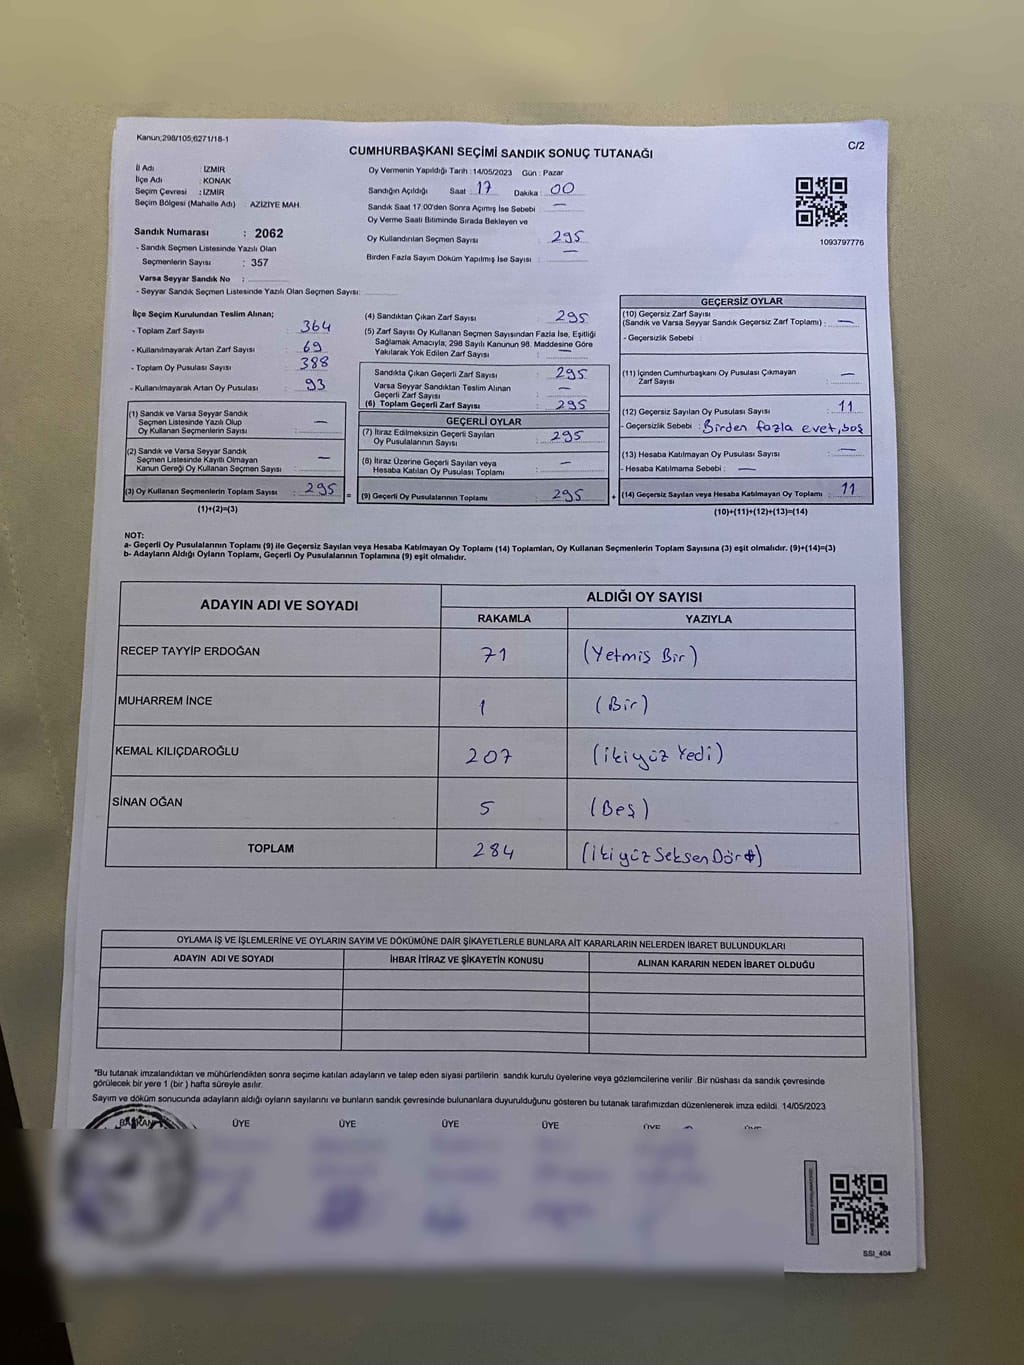 Kanun;298/105;6271/18-1
C/2
CUMHURBAŞKANI SEÇİMİ SANDIK SONUÇ TUTANAĞI
İl Adı : İZMİR
İlçe Adı : KONAK
Seçim Çevresi : İZMİR
Seçim Bölgesi (Mahalle Adı) : AZİZİYE MAH.
Sandık Numarası : 2062
- Sandık Seçmen Listesinde Yazılı Olan
Seçmenlerin Sayısı : 357
Varsa Seyyar Sandık No :
- Seyyar Sandık Seçmen Listesinde Yazılı Olan Seçmen Sayısı:
Oy Vermenin Yapıldığı Tarih : 14/05/2023 Gün : Pazar
Sandığın Açıldığı Saat 17 Dakika : 00
Sandık Saat 17.00'den Sonra Açımış İse Sebebi : —
Oy Verme Saati Bitiminde Sırada Bekleyen ve
Oy Kullandırılan Seçmen Sayısı : 295
Birden Fazla Sayım Döküm Yapılmış İse Sayısı : —
1093797776
İlçe Seçim Kurulundan Teslim Alınan;
- Toplam Zarf Sayısı : 364
- Kullanılmayarak Artan Zarf Sayısı : 69
- Toplam Oy Pusulası Sayısı : 388
- Kullanılmayarak Artan Oy Pusulası : 93
(1) Sandık ve Varsa Seyyar Sandık
Seçmen Listesinde Yazılı Olup
Oy Kullanan Seçmenlerin Sayısı : —
(2) Sandık ve Varsa Seyyar Sandık
Seçmen Listesinde Kayıtlı Olmayan
Kanun Gereği Oy Kullanan Seçmen Sayısı : —
(3) Oy Kullanan Seçmenlerin Toplam Sayısı : 295
(1)+(2)=(3)
(4) Sandıktan Çıkan Zarf Sayısı : 295
(5) Zarf Sayısı Oy Kullanan Seçmen Sayısından Fazla İse, Eşitliği
Sağlamak Amacıyla; 298 Sayılı Kanunun 98. Maddesine Göre
Yakılarak Yok Edilen Zarf Sayısı : —
Sandıkta Çıkan Geçerli Zarf Sayısı : 295
Varsa Seyyar Sandıktan Teslim Alınan
Geçerli Zarf Sayısı : —
(6) Toplam Geçerli Zarf Sayısı : 295
GEÇERLİ OYLAR
(7) İtiraz Edilmeksizin Geçerli Sayılan
Oy Pusulalarının Sayısı : 295
(8) İtiraz Üzerine Geçerli Sayılan veya
Hesaba Katılan Oy Pusulası Toplamı : —
= (9) Geçerli Oy Pusulalarının Toplamı : 295 +
GEÇERSİZ OYLAR
(10) Geçersiz Zarf Sayısı
(Sandık ve Varsa Seyyar Sandık Geçersiz Zarf Toplamı) : —
- Geçersizlik Sebebi :
(11) İçinden Cumhurbaşkanı Oy Pusulası Çıkmayan
Zarf Sayısı : —
(12) Geçersiz Sayılan Oy Pusulası Sayısı : 11
- Geçersizlik Sebebi : Birden fazla evet, boş
(13) Hesaba Katılmayan Oy Pusulası Sayısı : —
- Hesaba Katılmama Sebebi : —
(14) Geçersiz Sayılan veya Hesaba Katılmayan Oy Toplamı : 11
(10)+(11)+(12)+(13)=(14)
NOT:
a- Geçerli Oy Pusulalarının Toplamı (9) ile Geçersiz Sayılan veya Hesaba Katılmayan Oy Toplamı (14) Toplamları, Oy Kullanan Seçmenlerin Toplam Sayısına (3) eşit olmalıdır. (9)+(14)=(3)
b- Adayların Aldığı Oyların Toplamı, Geçerli Oy Pusulalarının Toplamına (9) eşit olmalıdır.
ADAYIN ADI VE SOYADI ALDIĞI OY SAYISI
RAKAMLA YAZIYLA
RECEP TAYYİP ERDOĞAN 71 (Yetmiş Bir)
MUHARREM İNCE 1 (Bir)
KEMAL KILIÇDAROĞLU 207 (ikiyüz Yedi)
SİNAN OĞAN 5 (Beş)
TOPLAM 284 (ikiyüz Seksen Dört)
OYLAMA İŞ VE İŞLEMLERİNE VE OYLARIN SAYIM VE DÖKÜMÜNE DAİR ŞİKAYETLERLE BUNLARA AİT KARARLARIN NELERDEN İBARET BULUNDUKLARI
ADAYIN ADI VE SOYADI İHBAR İTİRAZ VE ŞİKAYETİN KONUSU ALINAN KARARIN NEDEN İBARET OLDUĞU
*Bu tutanak imzalandıktan ve mühürlendikten sonra seçime katılan adayların ve talep eden siyasi partilerin sandık kurulu üyelerine veya gözlemcilerine verilir. Bir nüshası da sandık çevresinde
görülecek bir yere 1 (bir) hafta süreyle asılır.
Sayım ve döküm sonucunda adayların aldığı oyların sayılarını ve bunların sandık çevresinde bulunanlara duyurulduğunu gösteren bu tutanak tarafımızdan düzenlenerek imza edildi. 14/05/2023
BAŞKAN ÜYE ÜYE ÜYE ÜYE ÜYE ÜYE
SSI_404